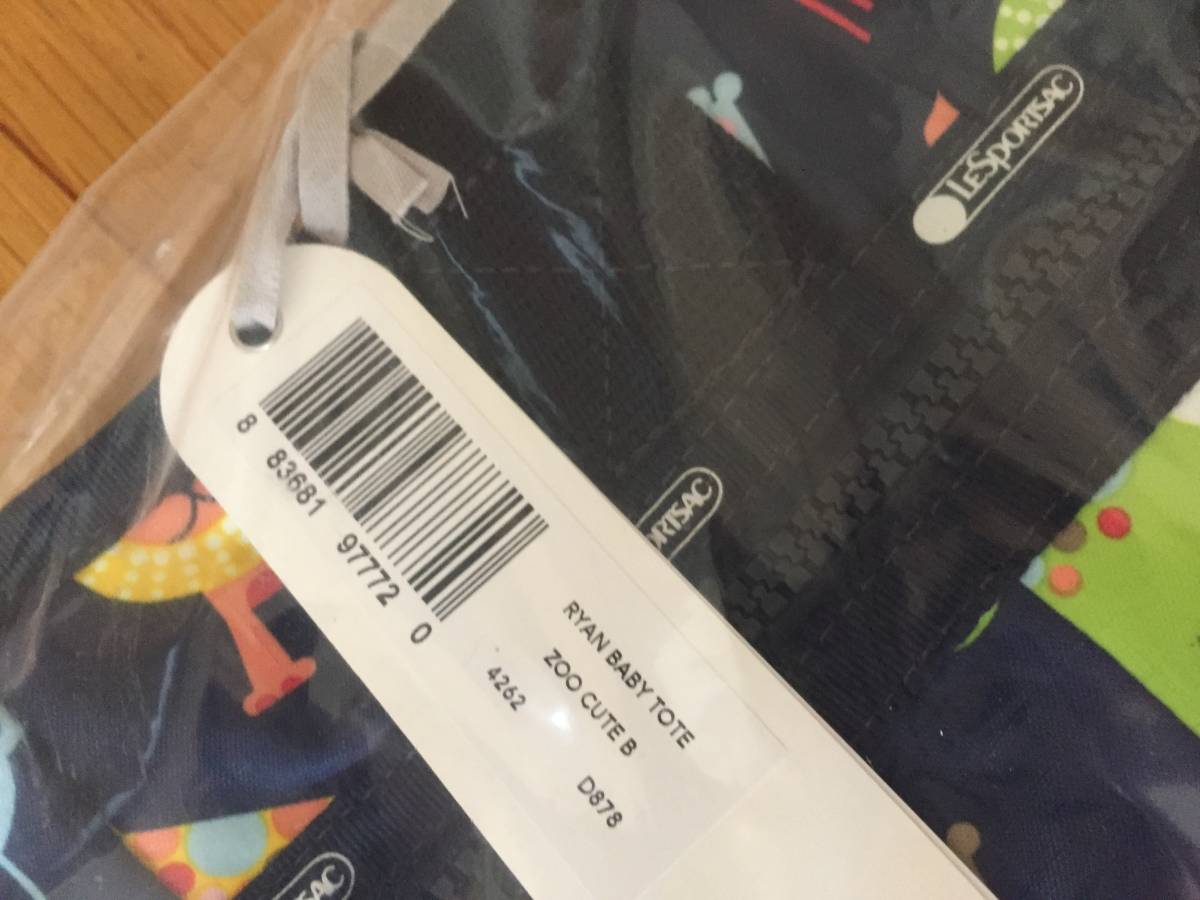 LESPORTSAC
8 83681 97772 0
RYAN BABY TOTE
ZOO CUTE B
4262 D878